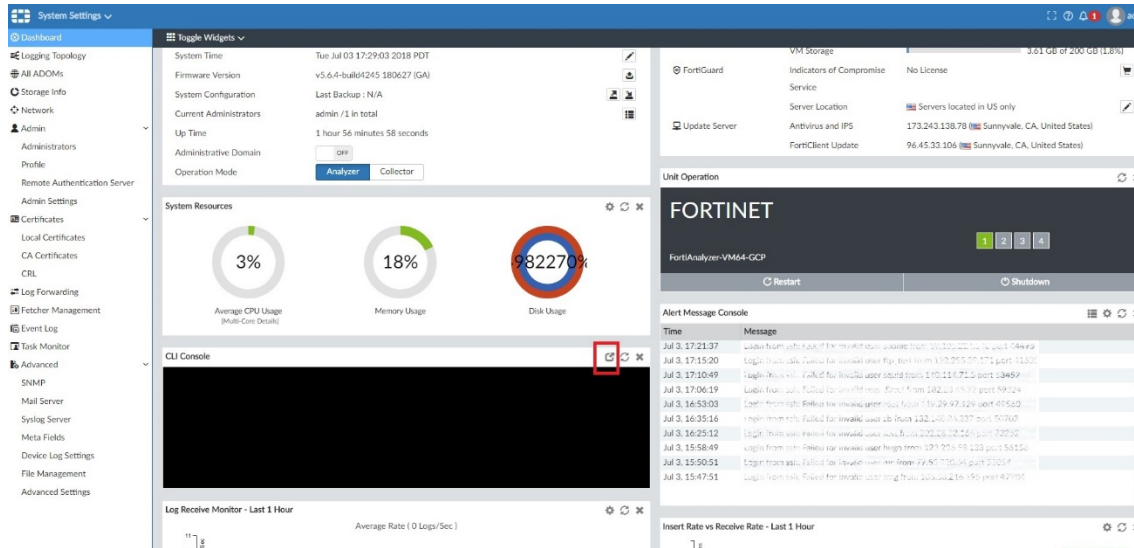 System Settings
1
Dashboard
Logging Topology
All ADOMs
Storage Info
Network
Admin
Administrators
Profile
Remote Authentication Server
Admin Settings
Certificates
Local Certificates
CA Certificates
CRL
Log Forwarding
Fetcher Management
Event Log
Task Monitor
Advanced
SNMP
Mail Server
Syslog Server
Meta Fields
Device Log Settings
File Management
Advanced Settings
Toggle Widgets
System Time Tue Jul 03 17:29:03 2018 PDT
Firmware Version v5.6.4-build4245 180627 (GA)
System Configuration Last Backup : N/A
Current Administrators admin /1 in total
Up Time 1 hour 56 minutes 58 seconds
Administrative Domain OFF
Operation Mode Analyzer Collector
System Resources
3% 18% 982270%
Average CPU Usage Memory Usage Disk Usage
[Multi-Core Details]
CLI Console
Log Receive Monitor - Last 1 Hour
Average Rate ( 0 Logs/Sec )
VM Storage 3.61 GB of 200 GB (1.8%)
FortiGuard Indicators of Compromise No License
Service
Server Location Servers located in US only
Update Server Antivirus and IPS 173.243.138.78 ( Sunnyvale, CA, United States)
FortiClient Update 96.45.33.106 ( Sunnyvale, CA, United States)
Unit Operation
FORTINET
1 2 3 4
FortiAnalyzer-VM64-GCP
Restart Shutdown
Alert Message Console
Time Message
Jul 3, 17:21:37
Jul 3, 17:15:20
Jul 3, 17:10:49
Jul 3, 17:06:19
Jul 3, 16:53:03
Jul 3, 16:35:16
Jul 3, 16:25:12
Jul 3, 15:58:49
Jul 3, 15:50:51
Jul 3, 15:47:51
Insert Rate vs Receive Rate - Last 1 Hour